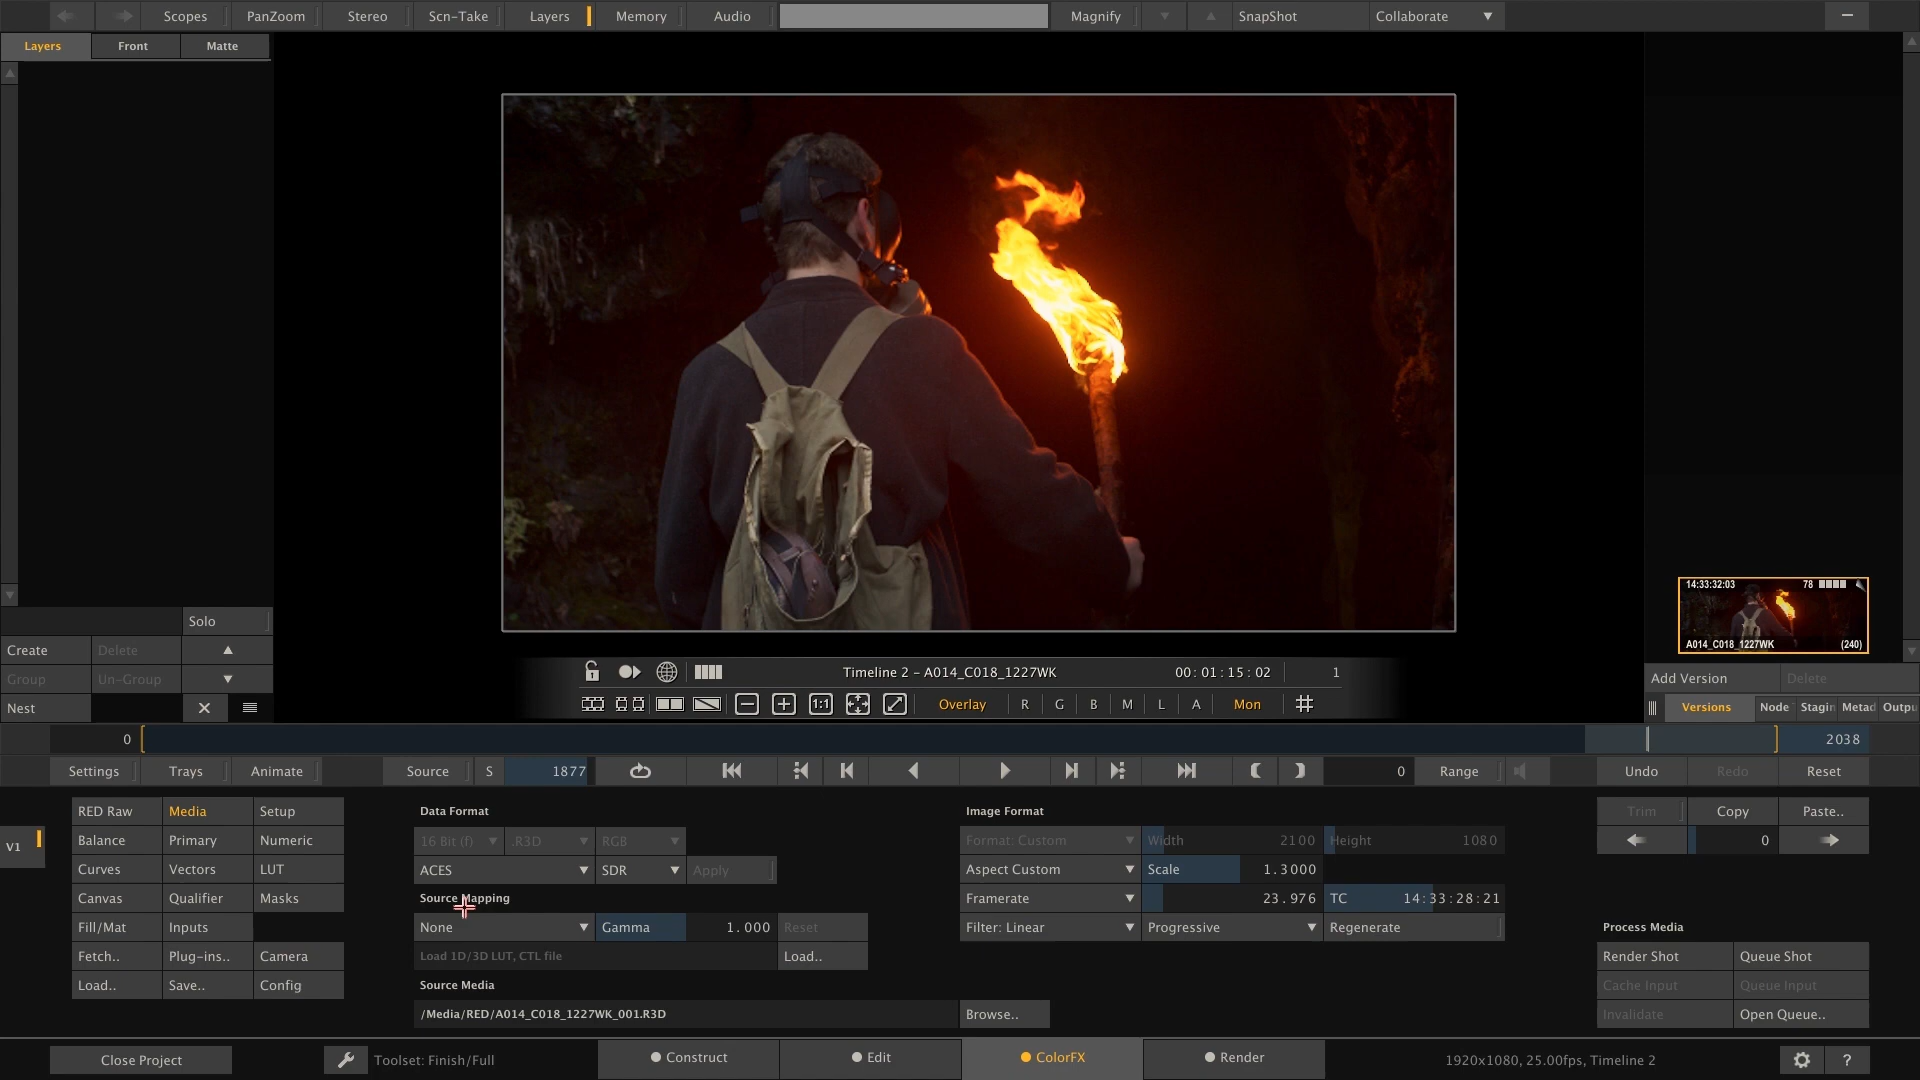 Scopes PanZoom Stereo Scn-Take Layers Memory Audio Magnify SnapShot Collaborate
Layers Front Matte
14:33:32:03 78
A014_C018_1227WK (240)
Solo
Create Delete
Group Un-Group
Nest
Timeline 2 - A014_C018_1227WK 00:01:15:02 1
1:1 Overlay R G B M L A Mon
Add Version Delete
Versions Node Stagin Metad Outpu
0 2038
Settings Trays Animate Source S 1877 0 Range Undo Redo Reset
V1
RED Raw Media Setup
Balance Primary Numeric
Curves Vectors LUT
Canvas Qualifier Masks
Fill/Mat Inputs
Fetch.. Plug-ins.. Camera
Load.. Save.. Config
Data Format
16 Bit (f) .R3D RGB
ACES SDR Apply
Source Mapping
None Gamma 1.000 Reset
Load 1D/3D LUT, CTL file Load..
Source Media
/Media/RED/A014_C018_1227WK_001.R3D Browse..
Image Format
Format: Custom Width 2100 Height 1080
Aspect Custom Scale 1.3000
Framerate 23.976 TC 14:33:28:21
Filter: Linear Progressive Regenerate
Trim Copy Paste..
0
Process Media
Render Shot Queue Shot
Cache Input Queue Input
Invalidate Open Queue..
Close Project Toolset: Finish/Full Construct Edit ColorFX Render 1920x1080, 25.00fps, Timeline 2 ?